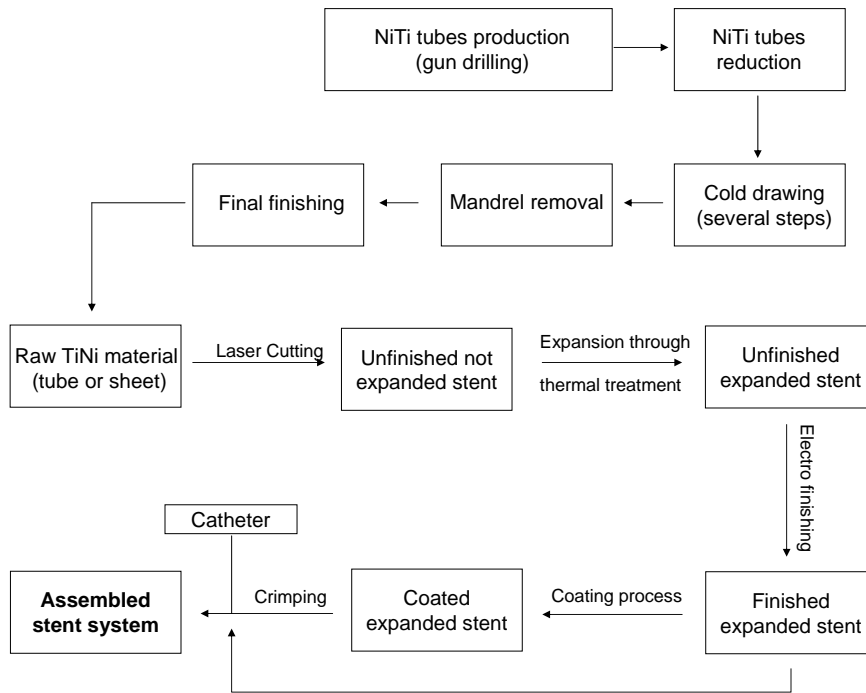 NiTi tubes production
(gun drilling)
NiTi tubes
reduction
Final finishing
Mandrel removal
Cold drawing
(several steps)
Raw TiNi material
(tube or sheet)
Laser Cutting
Unfinished not
expanded stent
Expansion through
thermal treatment
Unfinished
expanded stent
Electro finishing
Catheter
Assembled
stent system
Crimping
Coated
expanded stent
Coating process
Finished
expanded stent